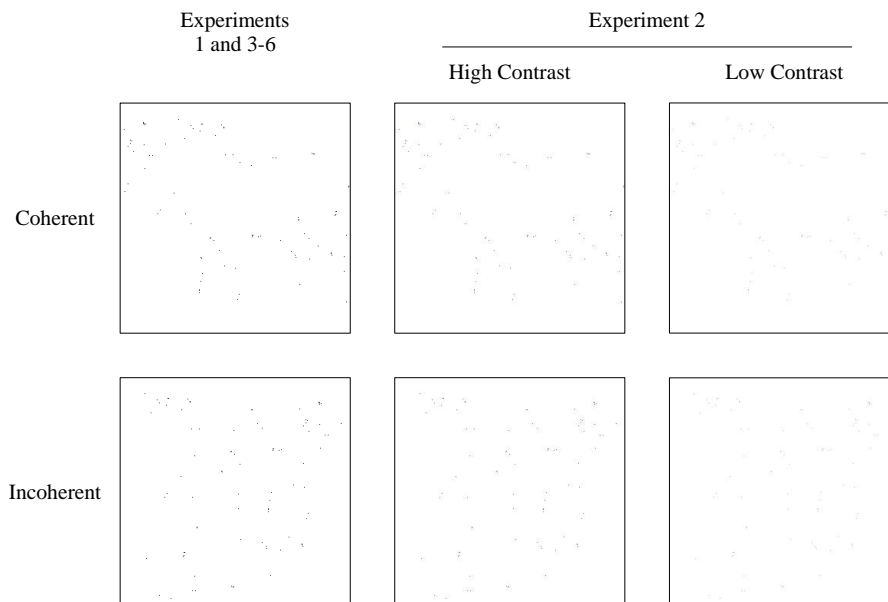 Experiments
1 and 3-6
Experiment 2
High Contrast
Low Contrast
Coherent
Incoherent